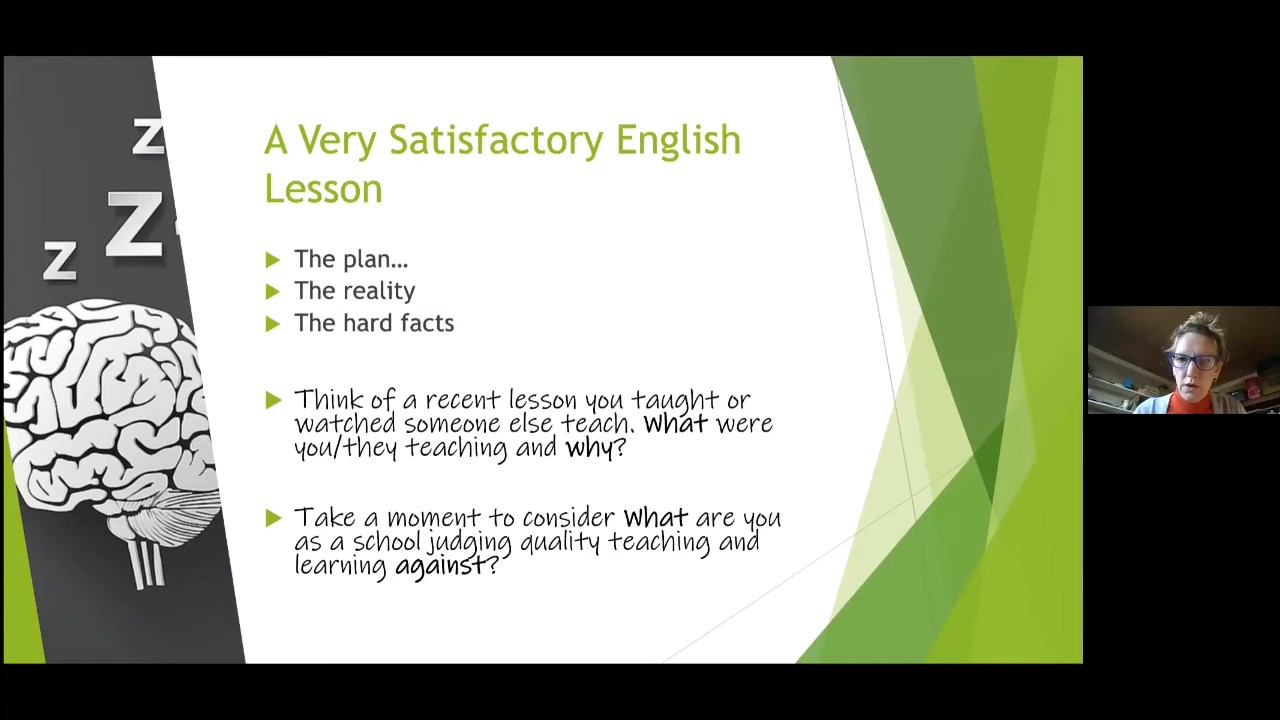 Z
Z
Z
A Very Satisfactory English
Lesson
The plan…
The reality
The hard facts
Think of a recent lesson you taught or
watched someone else teach. What were
you/they teaching and why?
Take a moment to consider what are you
as a school judging quality teaching and
learning against?